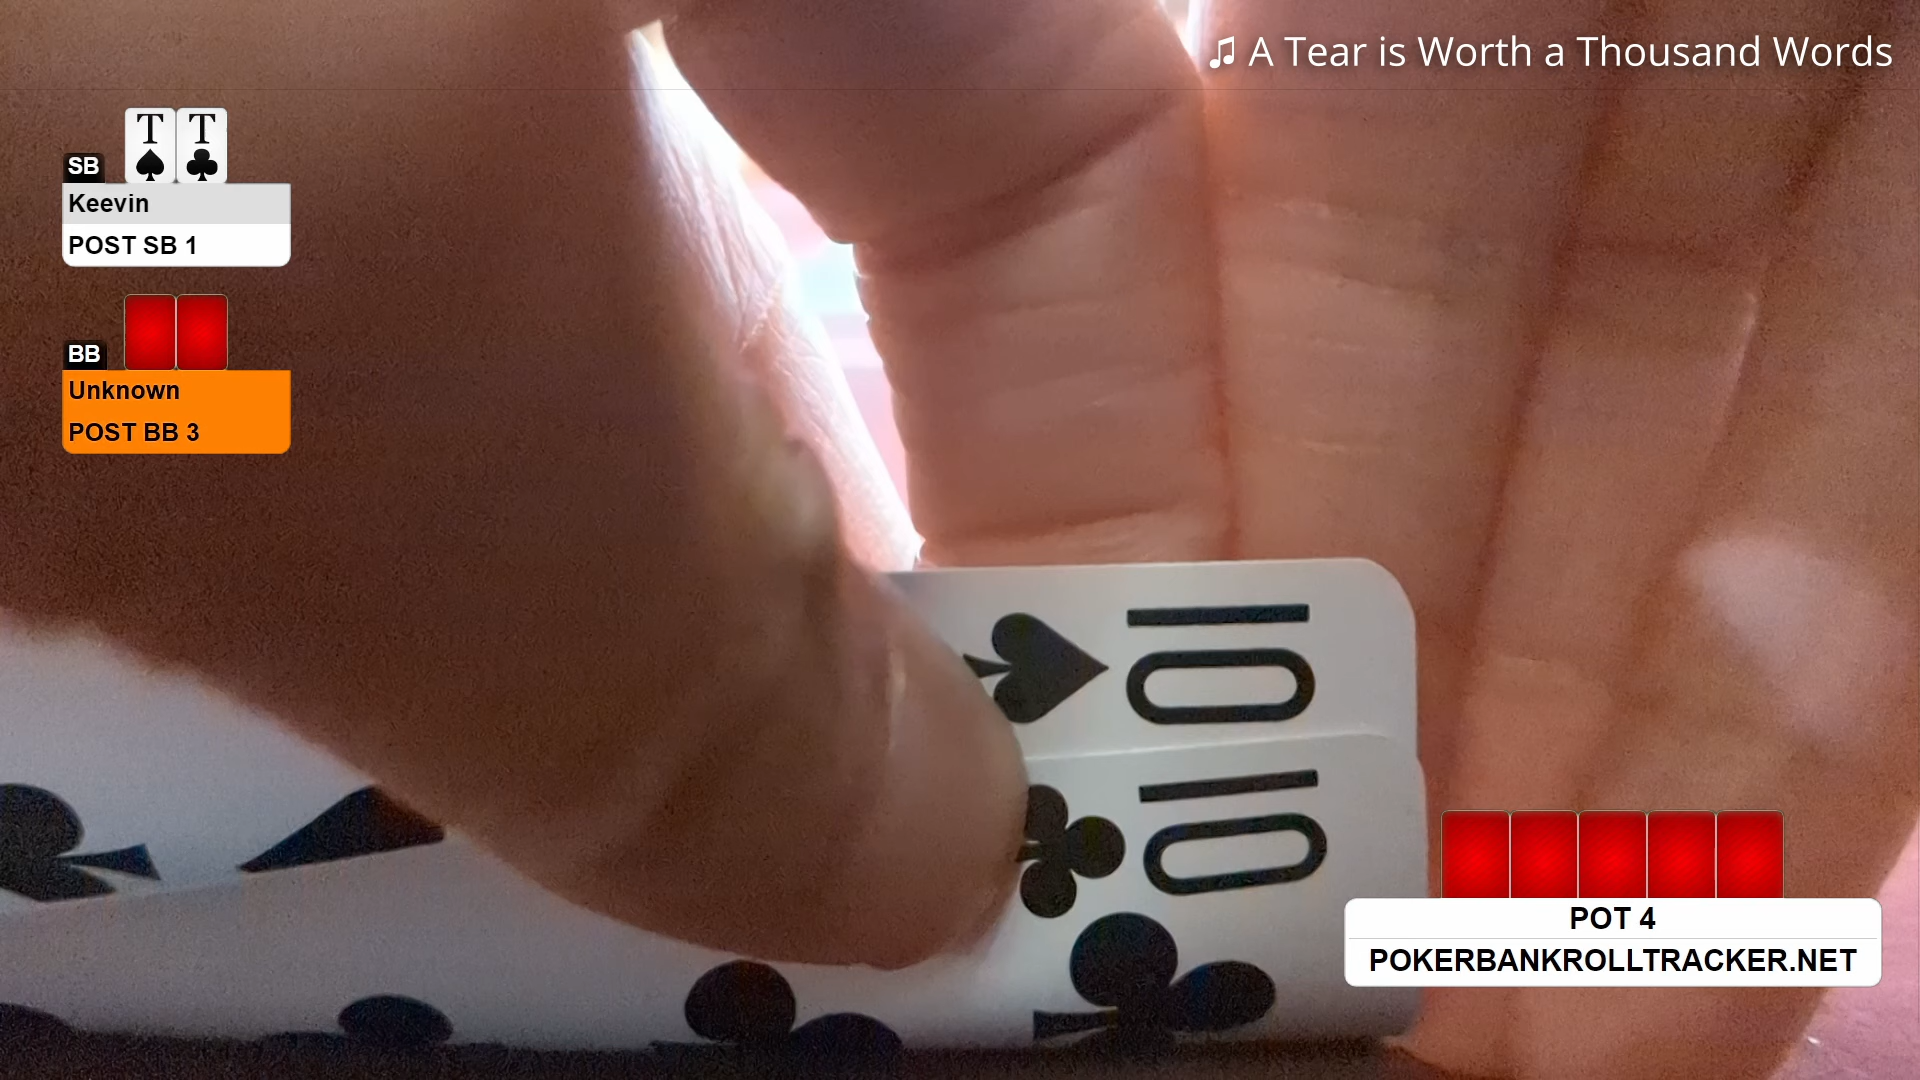 ♫ A Tear is Worth a Thousand Words
T T
SB
Keevin
POST SB 1
BB
Unknown
POST BB 3
10
10
POT 4
POKERBANKROLLTRACKER.NET